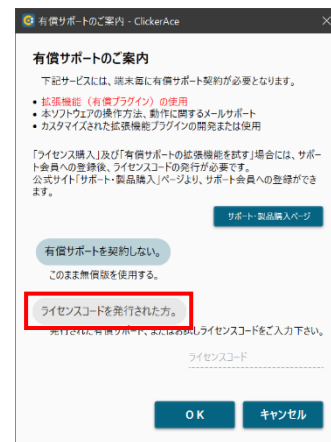 有償サポートのご案内 - ClickerAce
有償サポートのご案内
下記サービスには、端末毎に有償サポート契約が必要となります。
• 拡張機能（有償プラグイン）の使用
• 本ソフトウェアの操作方法、動作に関するメールサポート
• カスタマイズされた拡張機能プラグインの開発または使用
「ライセンス購入」及び「有償サポートの拡張機能を試す」場合には、サポー
ト会員への登録後、ライセンスコードの発行が必要です。
公式サイト「サポート・製品購入」ページより、サポート会員への登録ができ
ます。
サポート・製品購入ページ
有償サポートを契約しない。
このまま無償版を使用する。
ライセンスコードを発行された方。
発行された有償サポート、またはお試しライセンスコードをご入力下さい。
ライセンスコード
OK
キャンセル